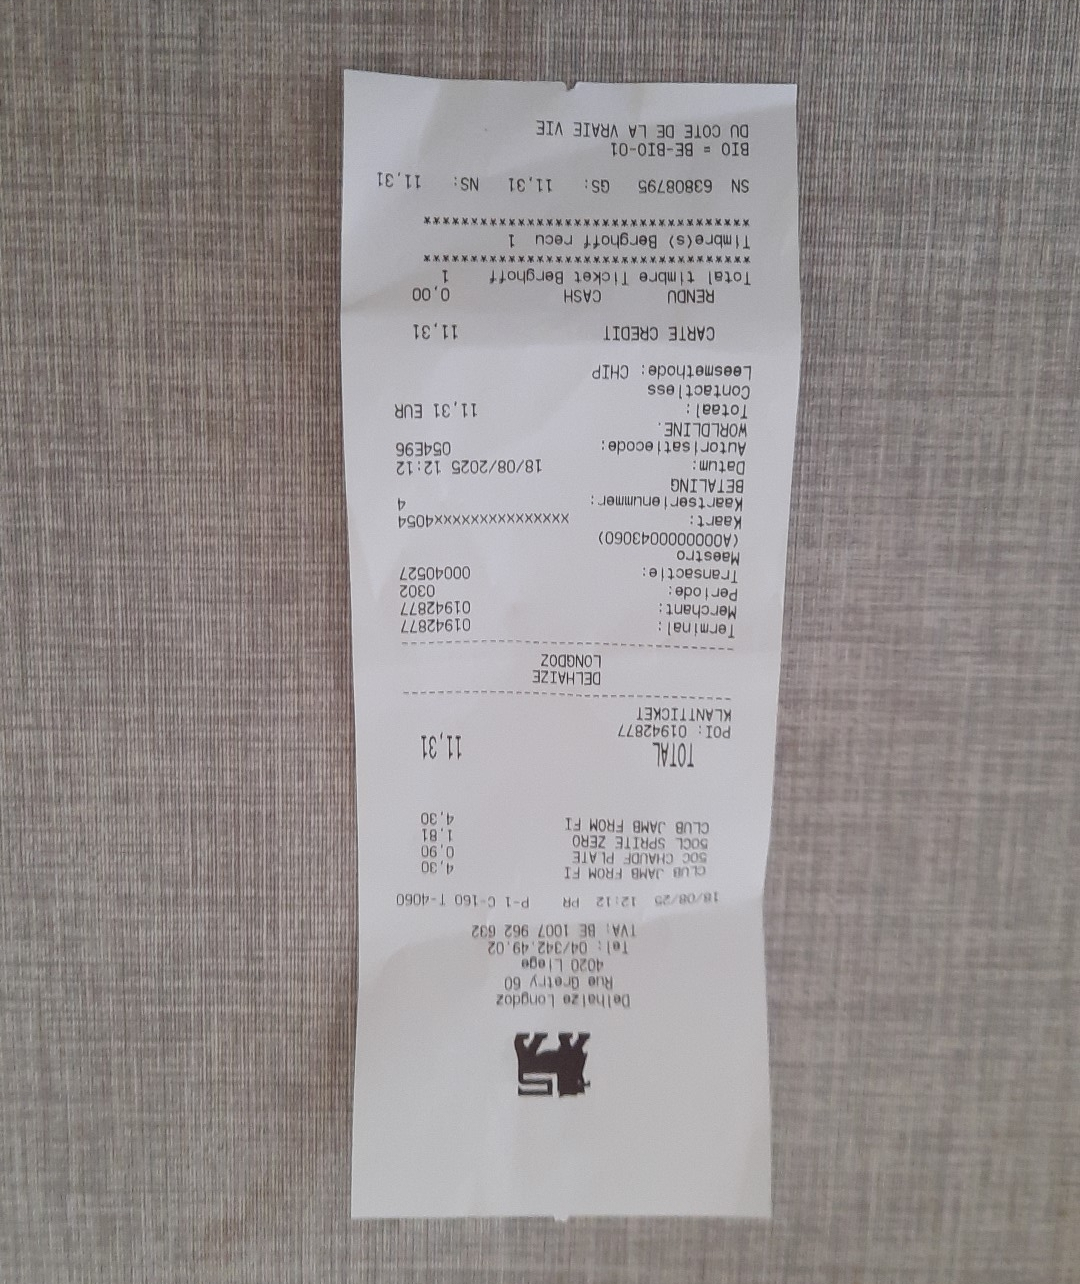 Delhaize Longdoz
Rue Gretry 60
4020 Liege
Tel: 04/342.49.02
TVA: BE 1007 962 632
18/08/25 12:12 PR P-1 C-160 T-4060
CLUB JAMB FROM FI 4,30
50C CHAUDF PLATE 0,90
50CL SPRITE ZERO 1,81
CLUB JAMB FROM FI 4,30
TOTAL 11,31
POI: 01942877
KLANTTICKET
DELHAIZE
LONGDOZ
Terminal: 01942877
Merchant: 01942877
Periode: 0302
Transactie: 00040527
Maestro
(A0000000043060)
Kaart: xxxxxxxxxxxxxxx4054
Kaartserienummer: 4
BETALING
Datum: 18/08/2025 12:12
Autorisatiecode: 054E96
WORLDLINE.
Totaal: 11,31 EUR
Contactless
Leesmethode: CHIP
CARTE CREDIT 11,31
RENDU CASH 0,00
Total timbre Ticket Berghoff 1
***********************************
Timbre(s) Berghoff recu 1
***********************************
SN 63808795 GS: 11,31 NS: 11,31
BIO = BE-BIO-01
DU COTE DE LA VRAIE VIE